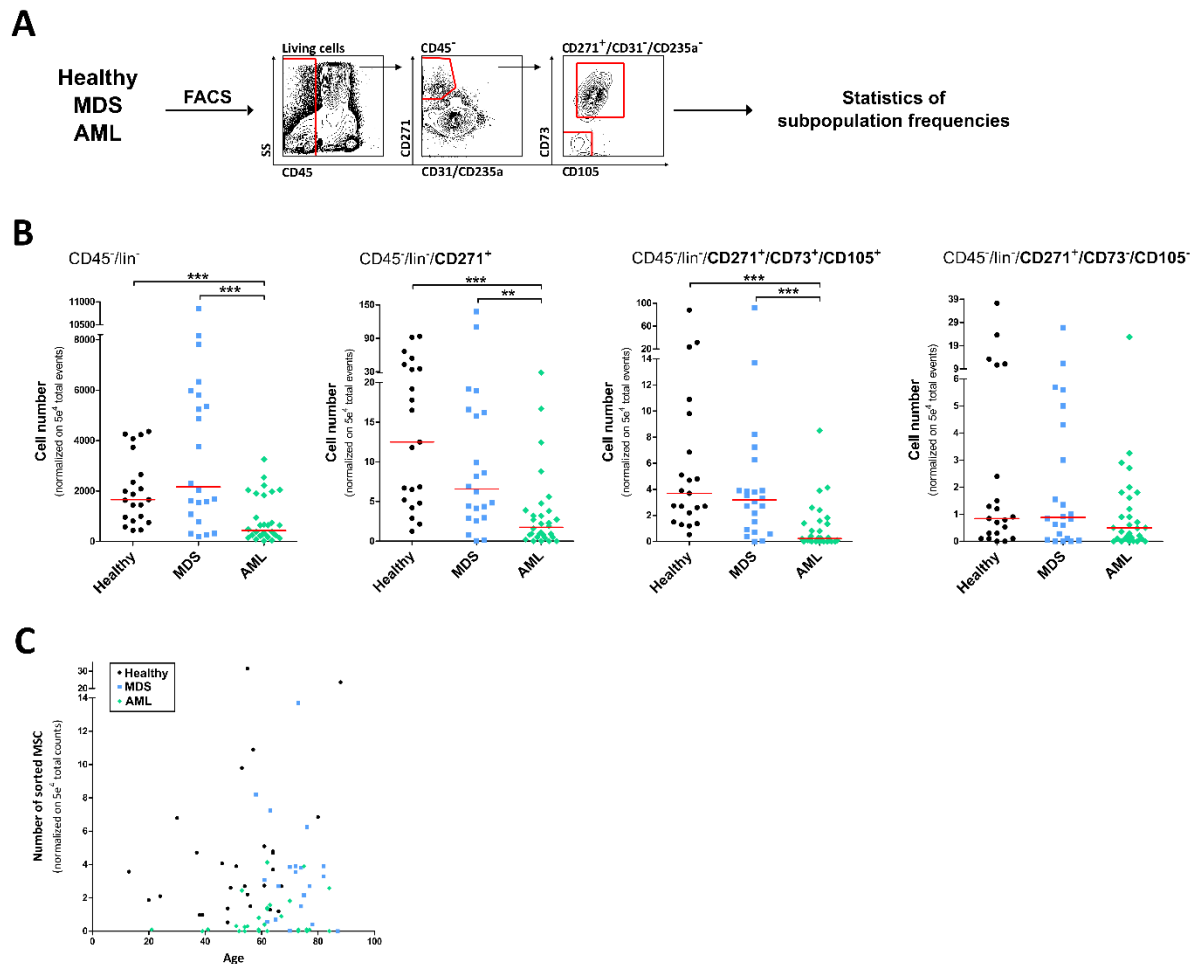 A
Healthy
MDS
AML
FACS
Living cells
SS
CD45
CD45⁻
CD271
CD31/CD235a
CD271⁺/CD31⁻/CD235a⁻
CD73
CD105
Statistics of
subpopulation frequencies
B
CD45⁻/lin⁻
***
***
Cell number
(normalized on 5e⁴ total events)
11000
10500
8000
6000
4000
2000
0
Healthy
MDS
AML
CD45⁻/lin⁻/CD271⁺
***
**
Cell number
(normalized on 5e⁴ total events)
150
90
30
20
15
10
5
0
Healthy
MDS
AML
CD45⁻/lin⁻/CD271⁺/CD73⁺/CD105⁺
***
***
Cell number
(normalized on 5e⁴ total events)
100
80
60
40
20
14
12
10
8
6
4
2
0
Healthy
MDS
AML
CD45⁻/lin⁻/CD271⁺/CD73⁻/CD105⁻
Cell number
(normalized on 5e⁴ total events)
39
29
19
9
6
5
4
3
2
1
0
Healthy
MDS
AML
C
Healthy
MDS
AML
Number of sorted MSC
(normalized on 5e⁴ total counts)
30
20
14
12
10
8
6
4
2
0
0 20 40 60 80 100
Age